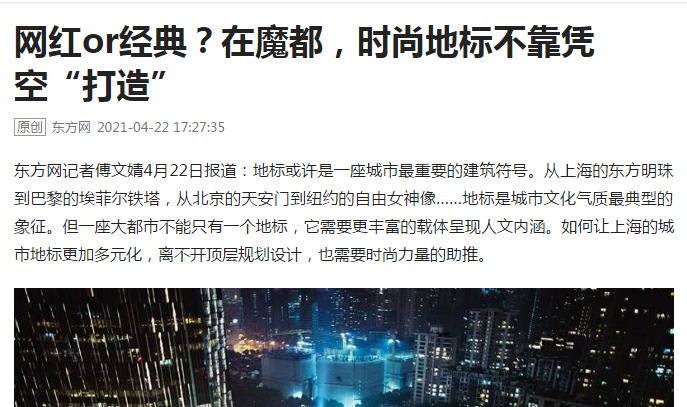 网红or经典？在魔都，时尚地标不靠凭
空“打造”
原创 东方网 2021-04-22 17:27:35
东方网记者傅文婧4月22日报道：地标或许是一座城市最重要的建筑符号。从上海的东方明珠
到巴黎的埃菲尔铁塔，从北京的天安门到纽约的自由女神像......地标是城市文化气质最典型的
象征。但一座大都市不能只有一个地标，它需要更丰富的载体呈现人文内涵。如何让上海的城
市地标更加多元化，离不开顶层规划设计，也需要时尚力量的助推。